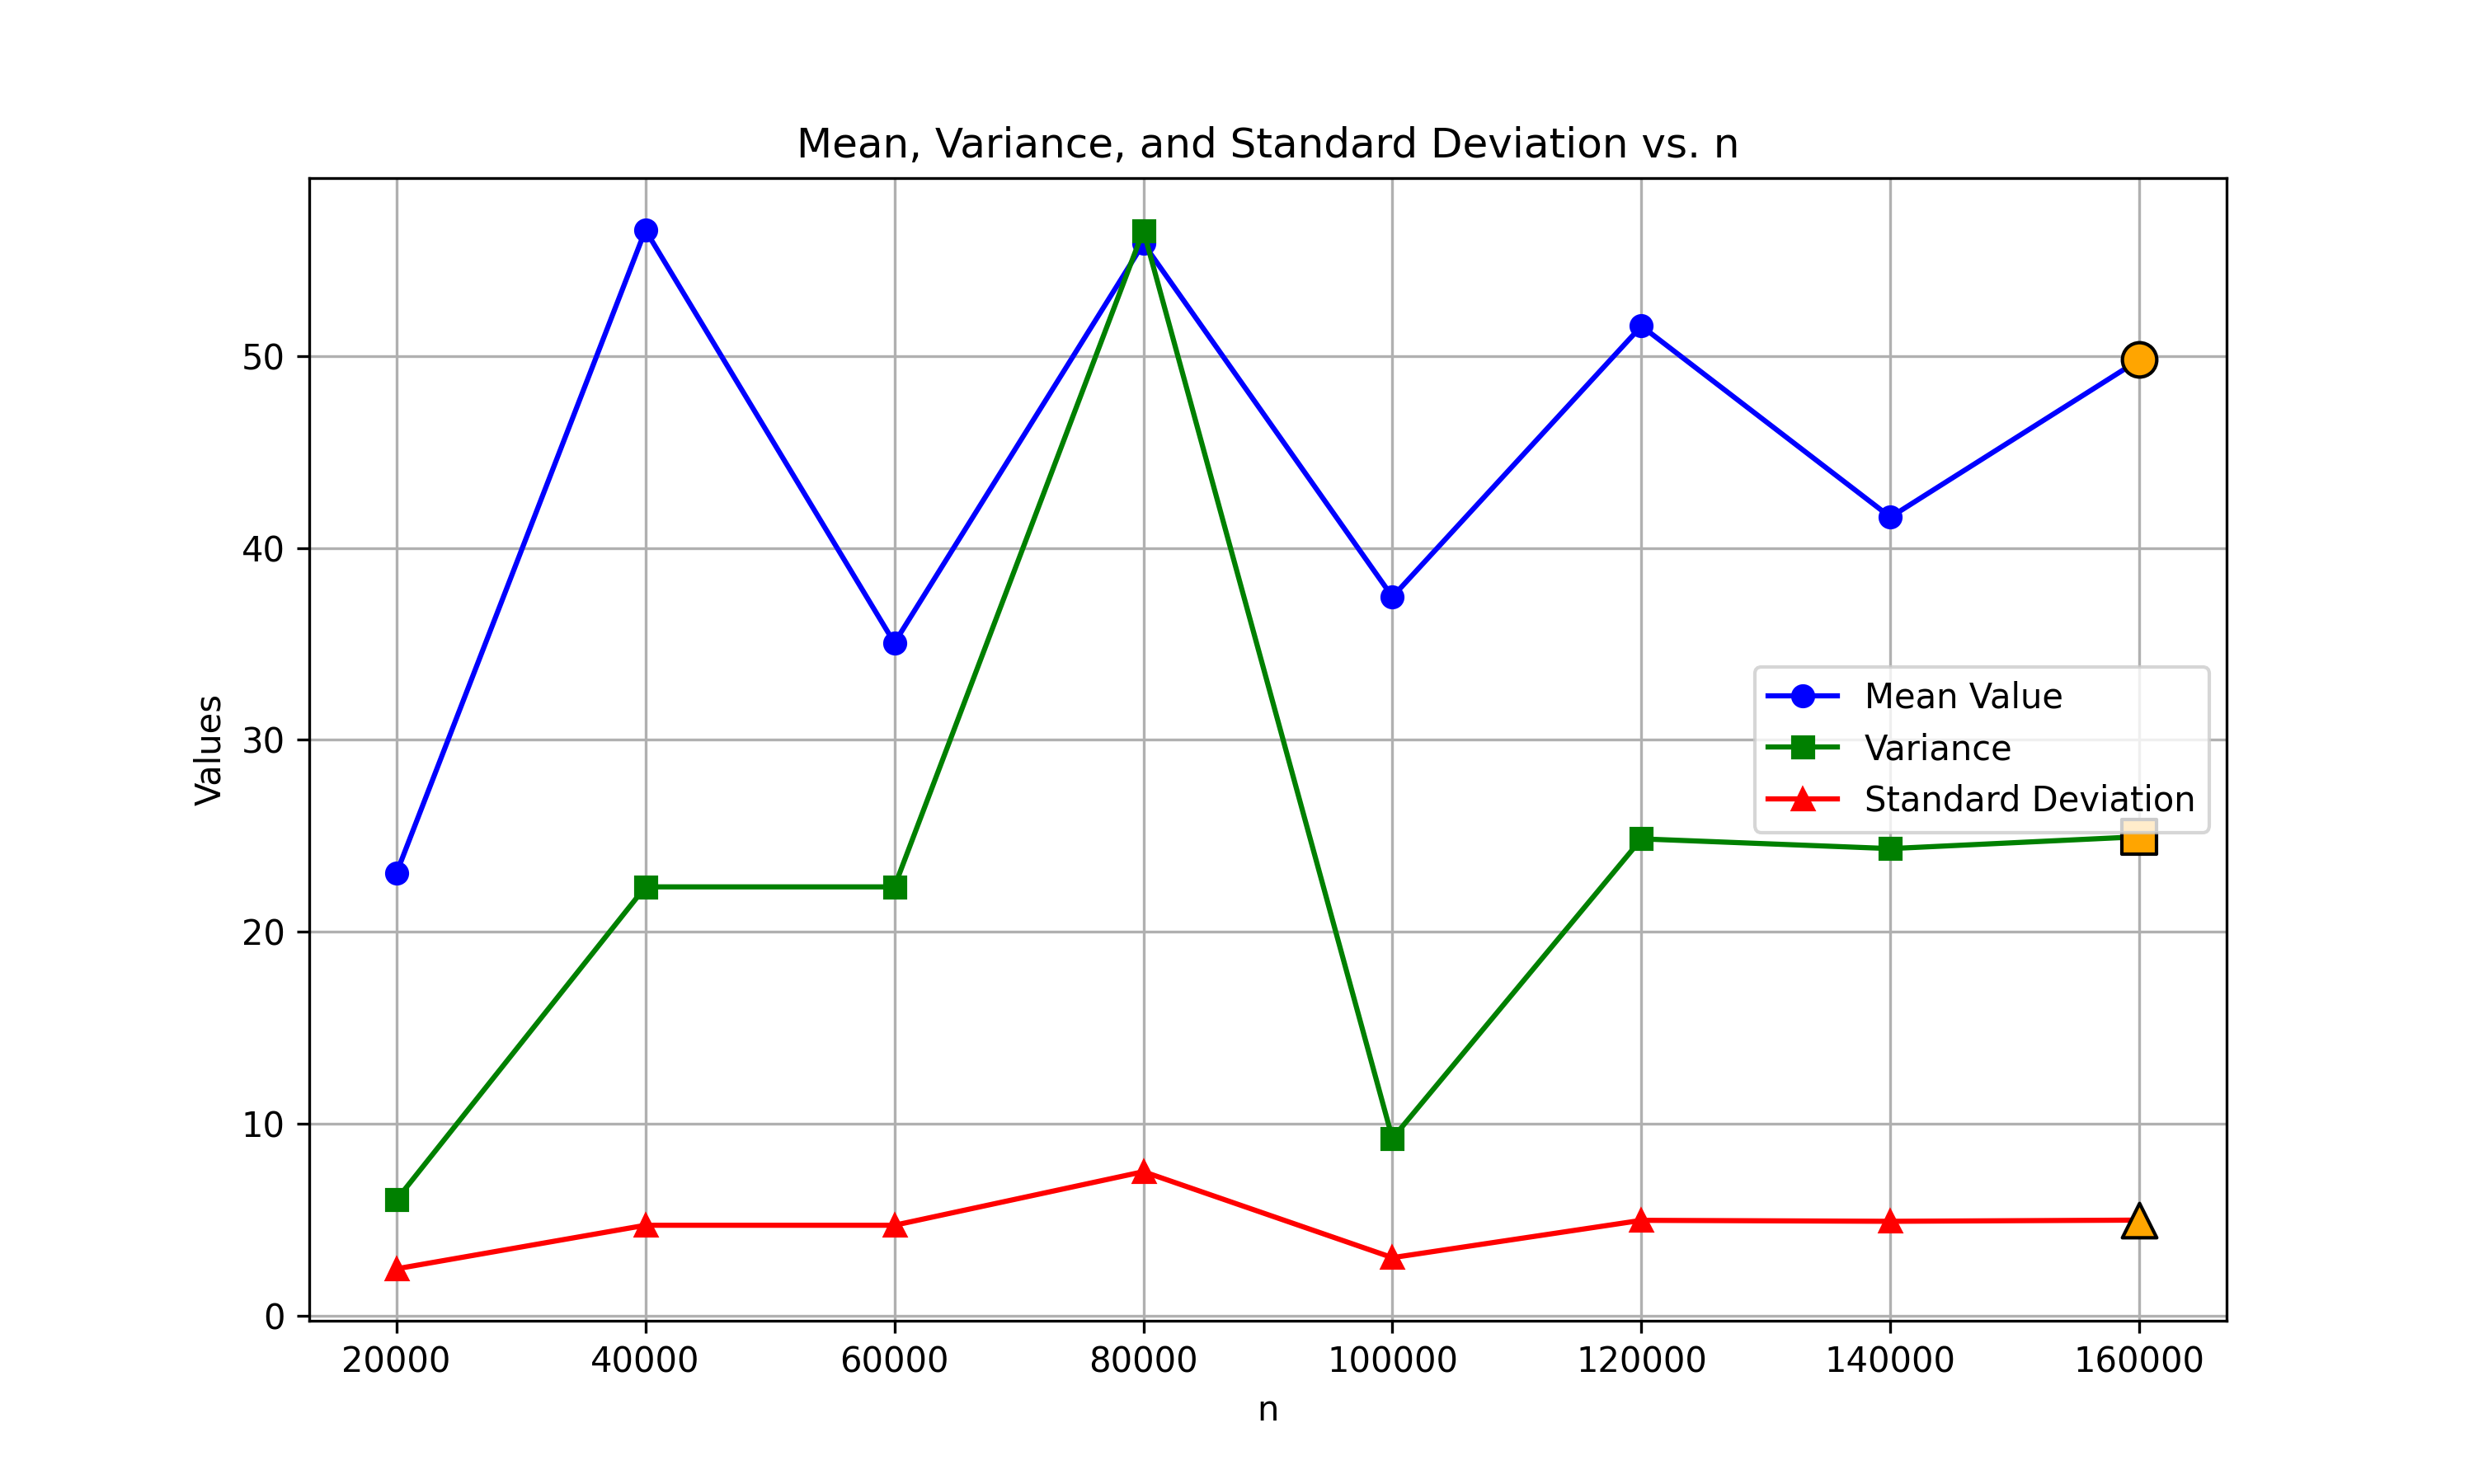 Mean, Variance, and Standard Deviation vs. n
Values
50
40
30
20
10
0
Mean Value
Variance
Standard Deviation
20000 40000 60000 80000 100000 120000 140000 160000
n